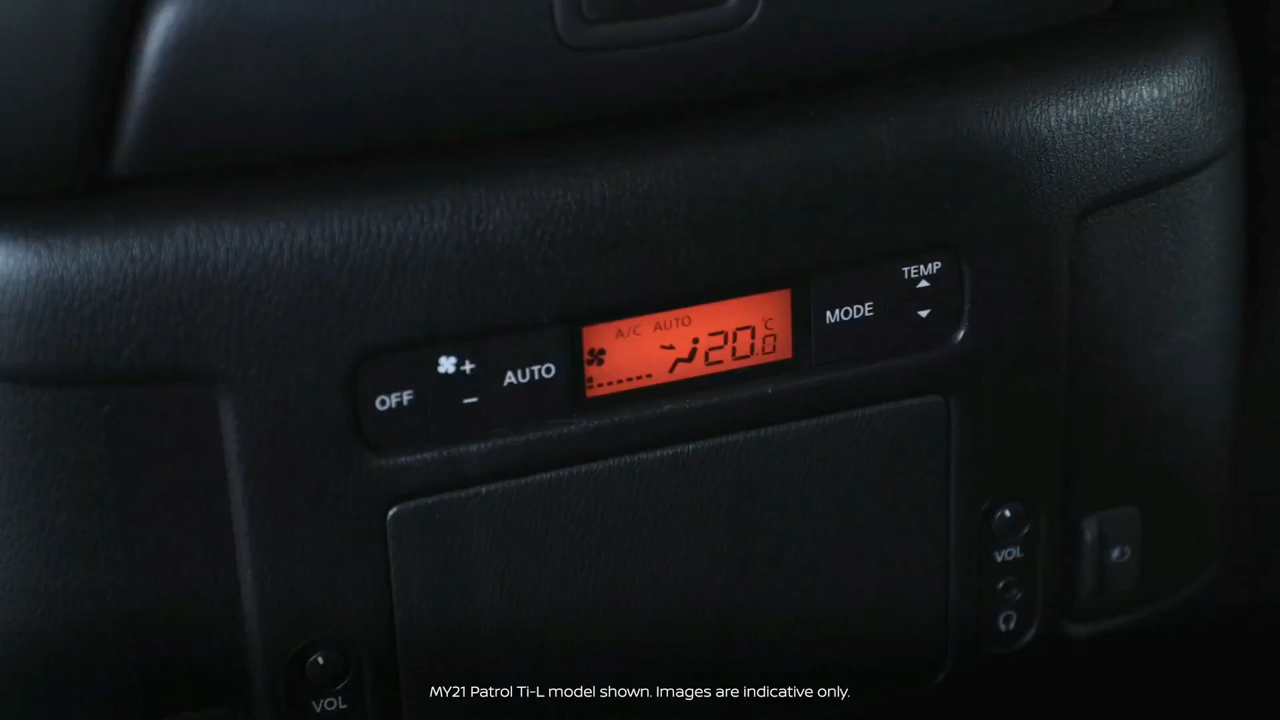 TEMP
A/C AUTO
20.0 °C
MODE
+
OFF
AUTO
-
VOL
VOL
MY21 Patrol Ti-L model shown. Images are indicative only.